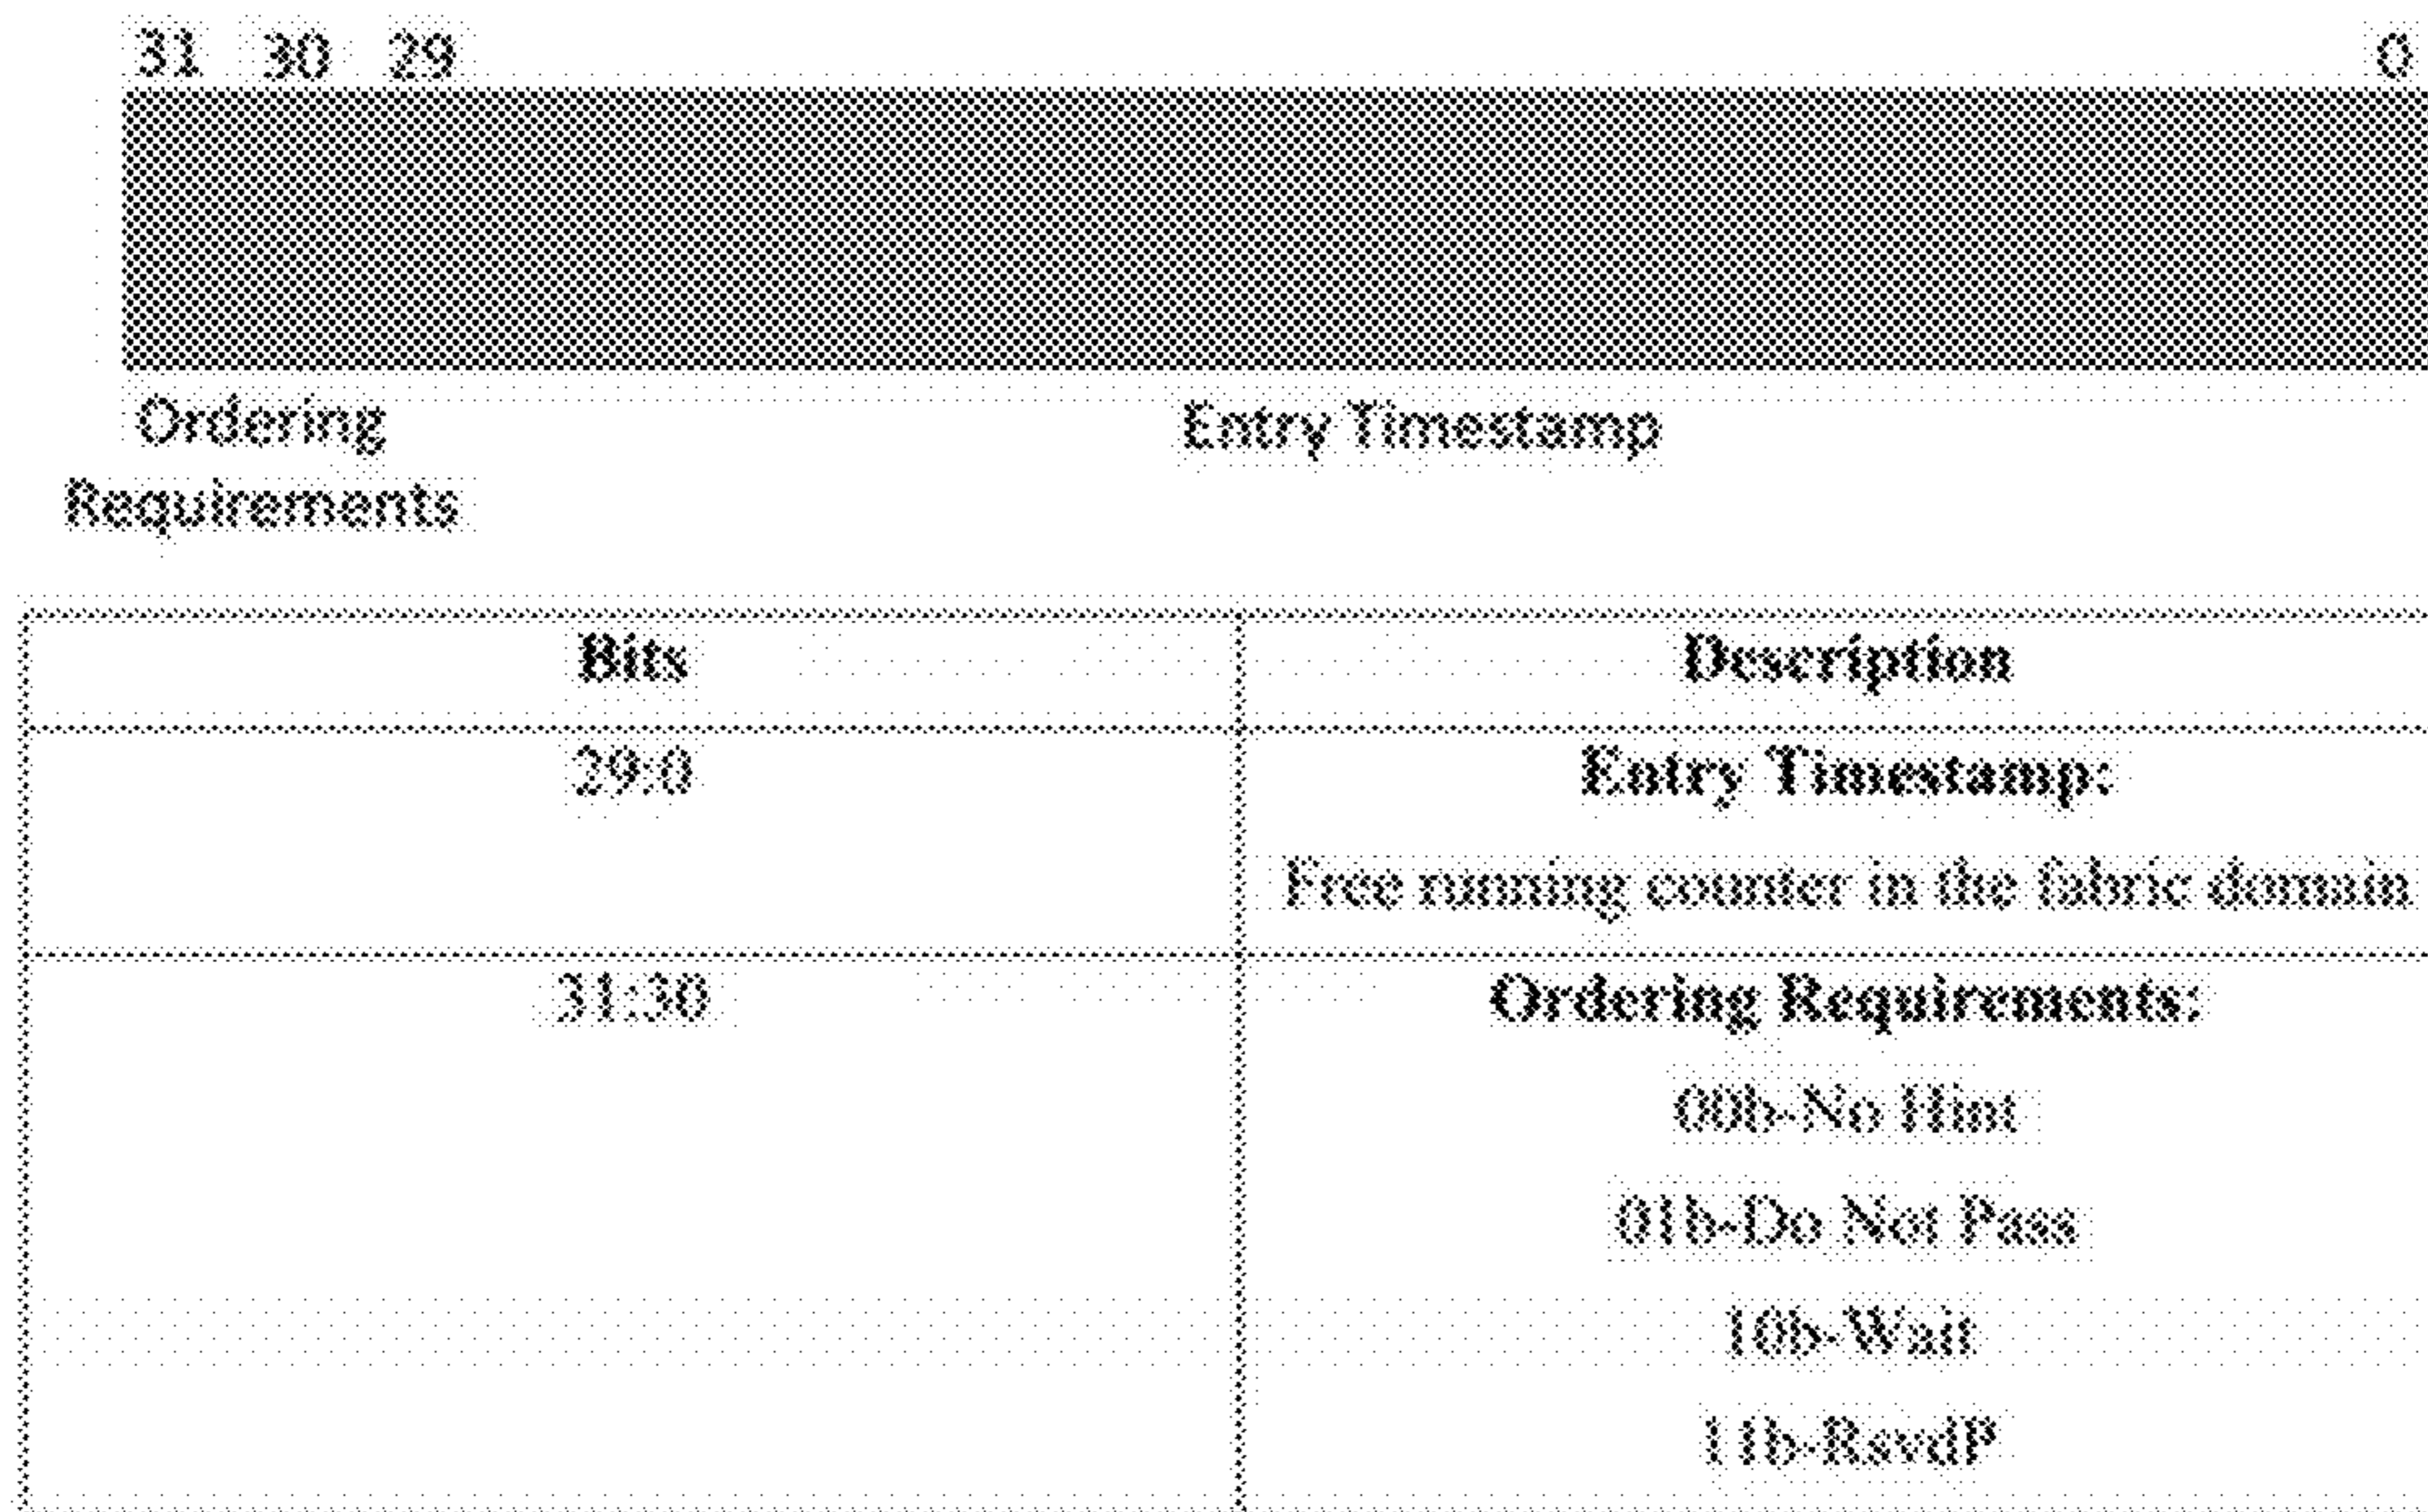 31 30 29 0
Ordering Entry Timestamp
Requirements
Bits Description
29:0 Entry Timestamp:
Free running counter in the fabric domain
31:30 Ordering Requirements:
00b-No Hint
01b-Do Not Pass
10b-Wait
11b-RsvdP